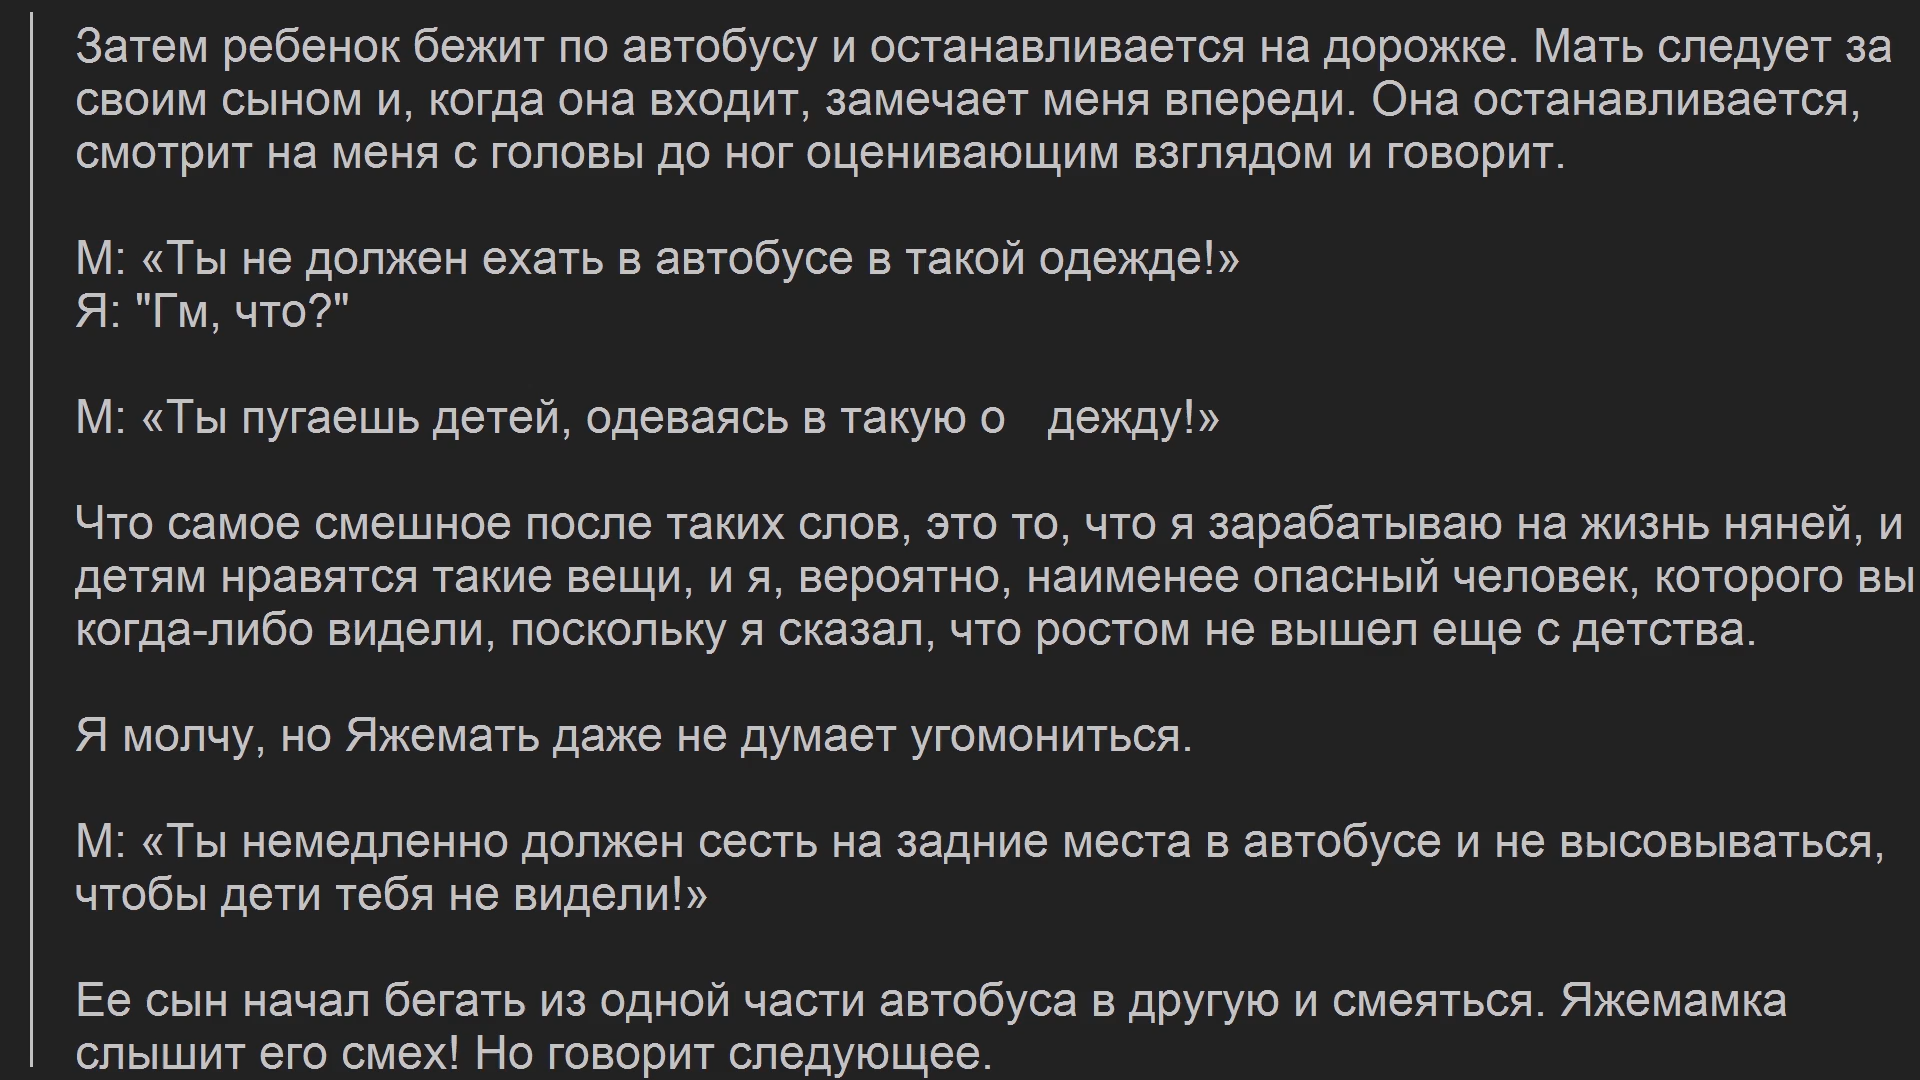 Затем ребенок бежит по автобусу и останавливается на дорожке. Мать следует за
своим сыном и, когда она входит, замечает меня впереди. Она останавливается,
смотрит на меня с головы до ног оценивающим взглядом и говорит.
М: «Ты не должен ехать в автобусе в такой одежде!»
Я: "Гм, что?"
М: «Ты пугаешь детей, одеваясь в такую о дежду!»
Что самое смешное после таких слов, это то, что я зарабатываю на жизнь няней, и
детям нравятся такие вещи, и я, вероятно, наименее опасный человек, которого вы
когда-либо видели, поскольку я сказал, что ростом не вышел еще с детства.
Я молчу, но Яжемать даже не думает угомониться.
М: «Ты немедленно должен сесть на задние места в автобусе и не высовываться,
чтобы дети тебя не видели!»
Ее сын начал бегать из одной части автобуса в другую и смеяться. Яжемамка
слышит его смех! Но говорит следующее.